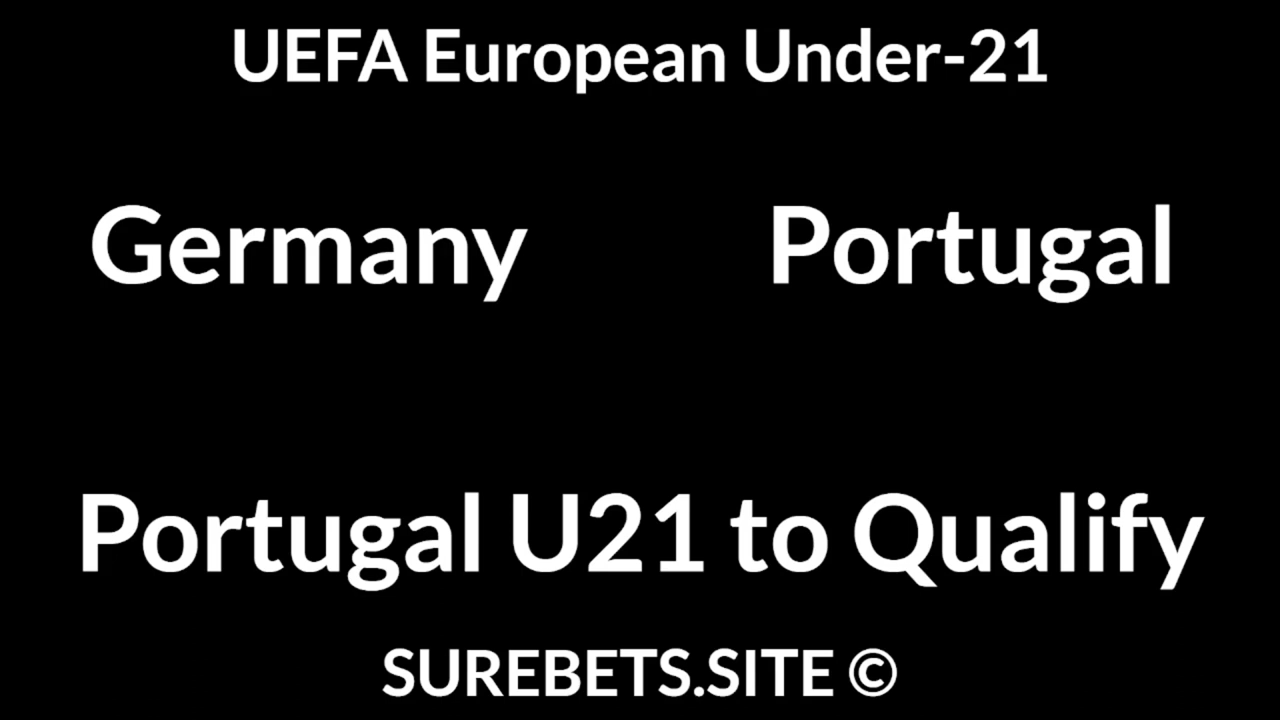 UEFA European Under-21
Germany Portugal
Portugal U21 to Qualify
SUREBETS.SITE ©